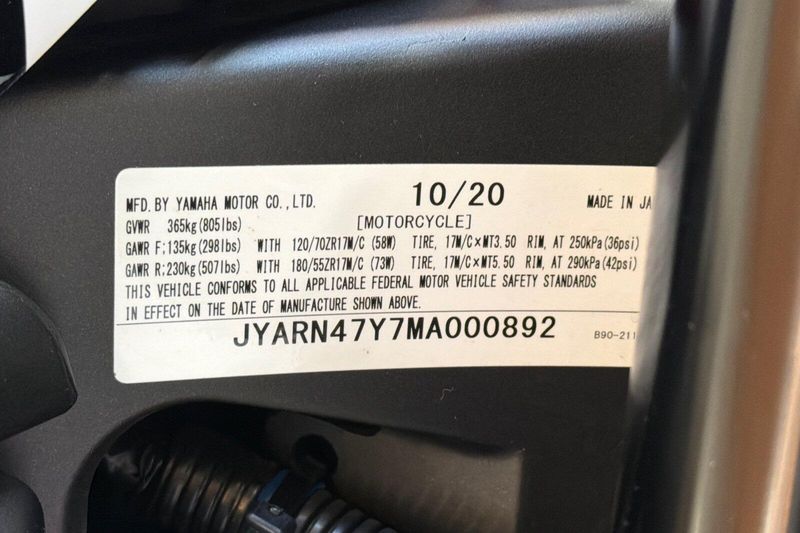 MFD. BY YAMAHA MOTOR CO., LTD. 10/20 MADE IN JA
GVWR 365kg(805lbs) [MOTORCYCLE]
GAWR F;135kg(298lbs) WITH 120/70ZR17M/C (58W) TIRE, 17M/C×MT3.50 RIM, AT 250kPa(36psi)
GAWR R;230kg(507lbs) WITH 180/55ZR17M/C (73W) TIRE, 17M/C×MT5.50 RIM, AT 290kPa(42psi)
THIS VEHICLE CONFORMS TO ALL APPLICABLE FEDERAL MOTOR VEHICLE SAFETY STANDARDS
IN EFFECT ON THE DATE OF MANUFACTURE SHOWN ABOVE.
JYARN47Y7MA000892 B90-211